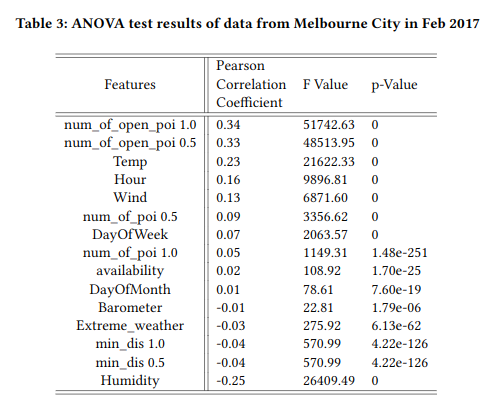 Table 3: ANOVA test results of data from Melbourne City in Feb 2017
Features Pearson Correlation Coefficient F Value p-Value
num_of_open_poi 1.0 0.34 51742.63 0
num_of_open_poi 0.5 0.33 48513.95 0
Temp 0.23 21622.33 0
Hour 0.16 9896.81 0
Wind 0.13 6871.60 0
num_of_poi 0.5 0.09 3356.62 0
DayOfWeek 0.07 2063.57 0
num_of_poi 1.0 0.05 1149.31 1.48e-251
availability 0.02 108.92 1.70e-25
DayOfMonth 0.01 78.61 7.60e-19
Barometer -0.01 22.81 1.79e-06
Extreme_weather -0.03 275.92 6.13e-62
min_dis 1.0 -0.04 570.99 4.22e-126
min_dis 0.5 -0.04 570.99 4.22e-126
Humidity -0.25 26409.49 0